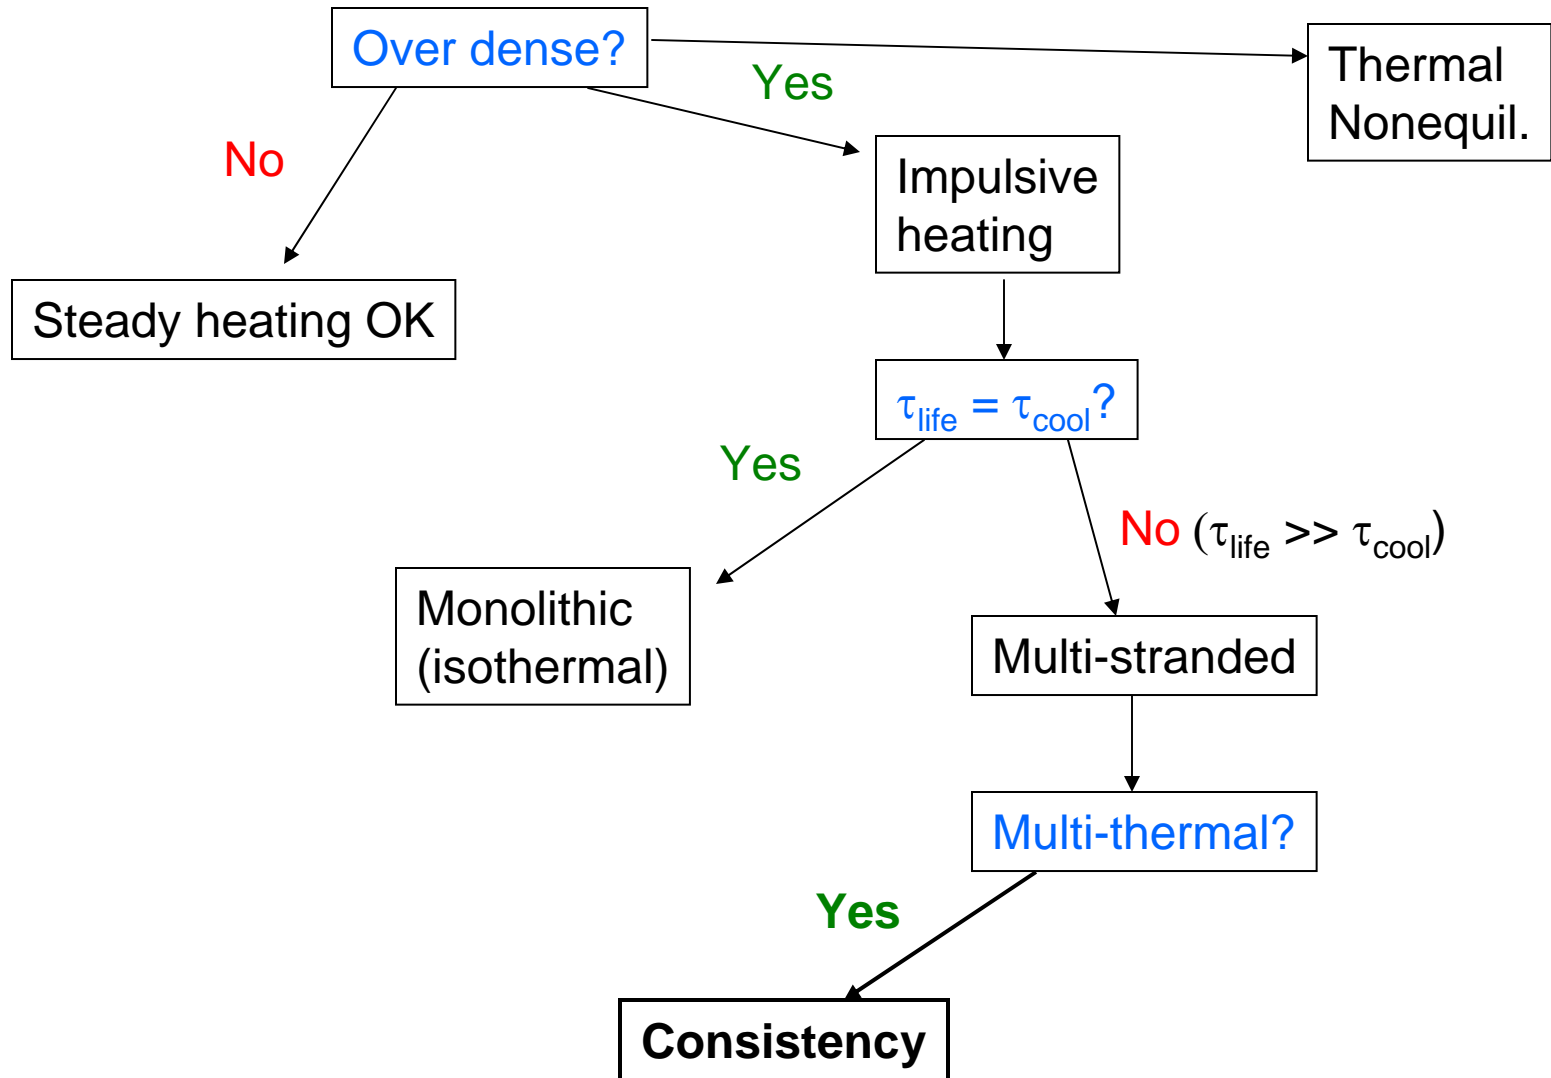 Over dense?
Thermal
Nonequil.
Yes
No
Impulsive
heating
Steady heating OK
τlife = τcool?
Yes
No (τlife >> τcool)
Monolithic
(isothermal)
Multi-stranded
Multi-thermal?
Yes
Consistency